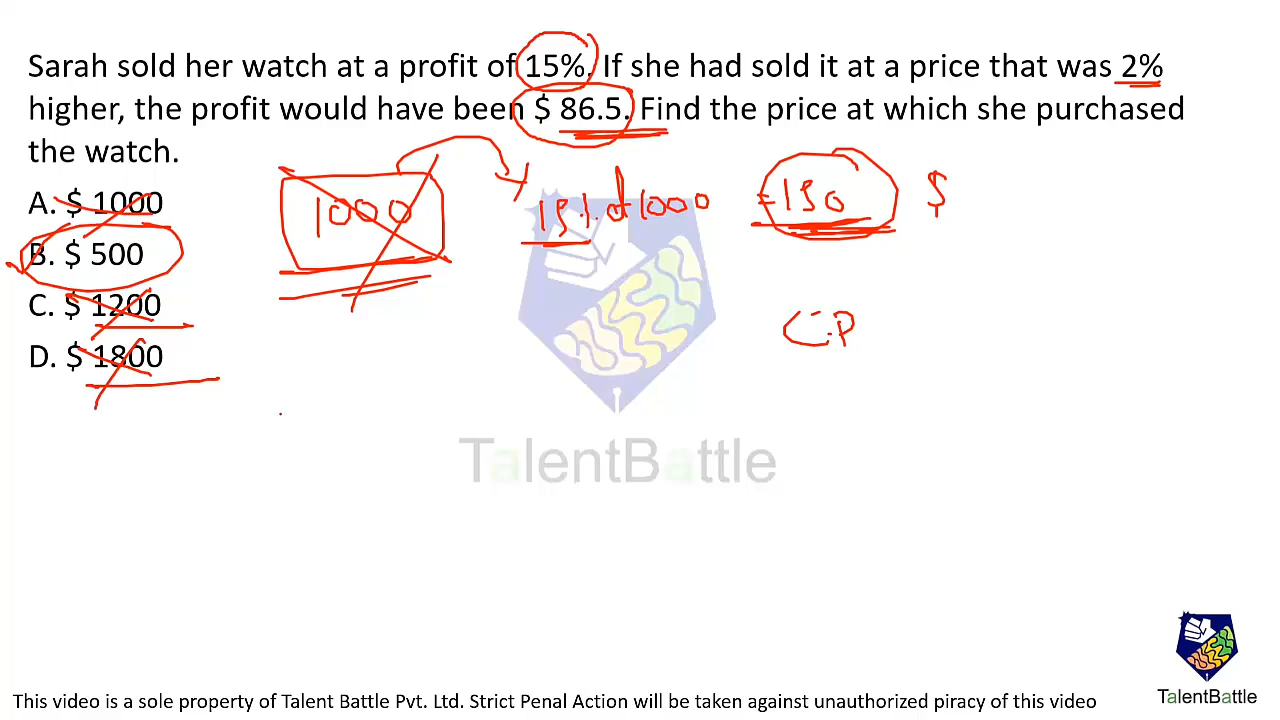 Sarah sold her watch at a profit of 15%. If she had sold it at a price that was 2%
higher, the profit would have been $ 86.5. Find the price at which she purchased
the watch.
A. $ 1000
B. $ 500
C. $ 1200
D. $ 1800
1000
15% of 1000 = 150 $
C.P
TalentBattle
TalentBattle
This video is a sole property of Talent Battle Pvt. Ltd. Strict Penal Action will be taken against unauthorized piracy of this video